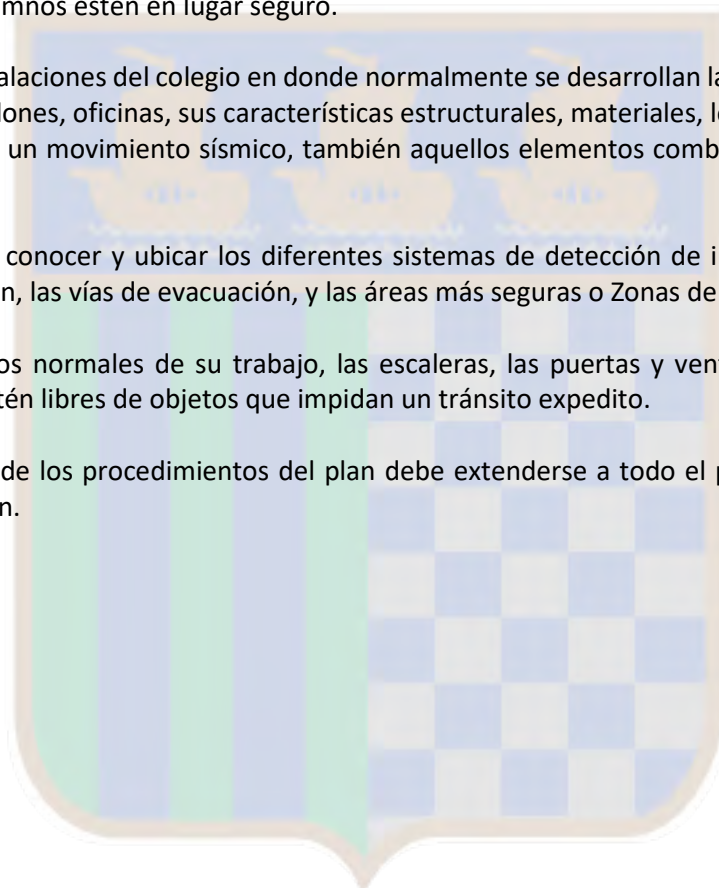 umnos estén en lugar seguro.
alaciones del colegio en donde normalmente se desarrollan la
lones, oficinas, sus características estructurales, materiales, l
un movimiento sísmico, también aquellos elementos comb
conocer y ubicar los diferentes sistemas de detección de i
n, las vías de evacuación, y las áreas más seguras o Zonas de
os normales de su trabajo, las escaleras, las puertas y ven
tén libres de objetos que impidan un tránsito expedito.
de los procedimientos del plan debe extenderse a todo el p
n.